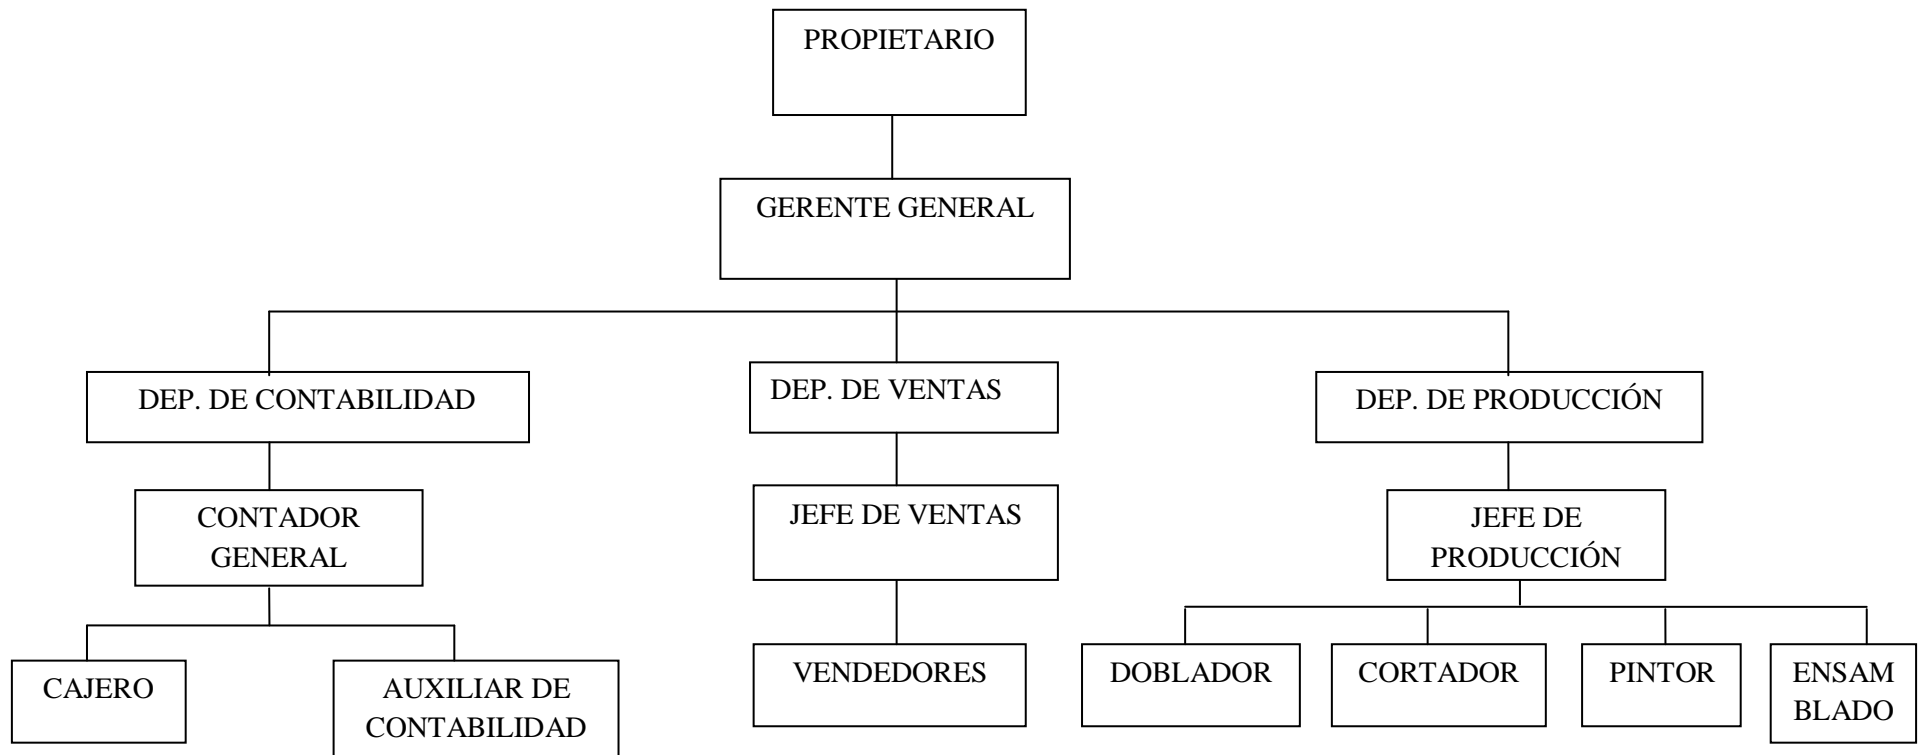 PROPIETARIO
GERENTE GENERAL
DEP. DE CONTABILIDAD
DEP. DE VENTAS
DEP. DE PRODUCCIÓN
CONTADOR
GENERAL
JEFE DE VENTAS
JEFE DE
PRODUCCIÓN
CAJERO
AUXILIAR DE
CONTABILIDAD
VENDEDORES
DOBLADOR
CORTADOR
PINTOR
ENSAM
BLADO